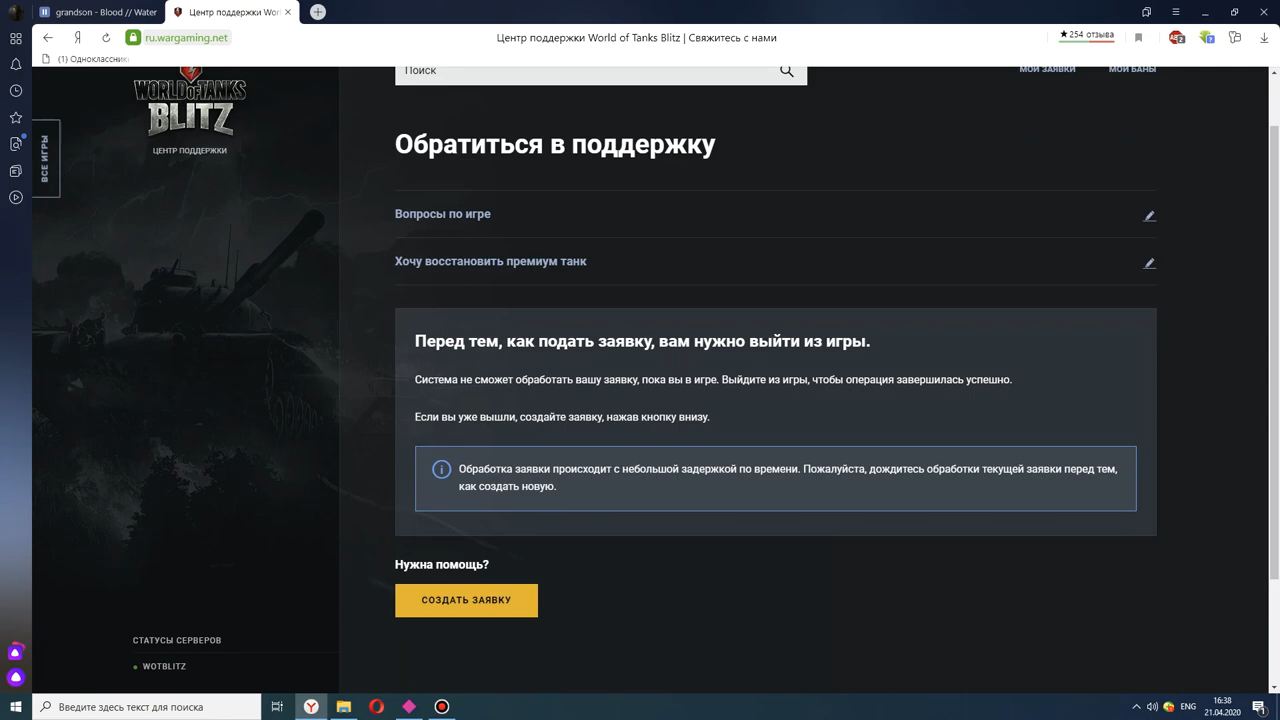 grandson - Blood // Water
Центр поддержки Worl
ru.wargaming.net
Центр поддержки World of Tanks Blitz | Свяжитесь с нами
★254 отзыва
(1) Одноклассник
WORLD OF TANKS
BLITZ
ЦЕНТР ПОДДЕРЖКИ
ВСЕ ИГРЫ
Поиск
МОИ ЗАЯВКИ
МОИ БАНЫ
Обратиться в поддержку
Вопросы по игре
Хочу восстановить премиум танк
Перед тем, как подать заявку, вам нужно выйти из игры.
Система не сможет обработать вашу заявку, пока вы в игре. Выйдите из игры, чтобы операция завершилась успешно.
Если вы уже вышли, создайте заявку, нажав кнопку внизу.
Обработка заявки происходит с небольшой задержкой по времени. Пожалуйста, дождитесь обработки текущей заявки перед тем,
как создать новую.
Нужна помощь?
СОЗДАТЬ ЗАЯВКУ
СТАТУСЫ СЕРВЕРОВ
WOTBLITZ
Введите здесь текст для поиска
ENG
16:38
21.04.2020